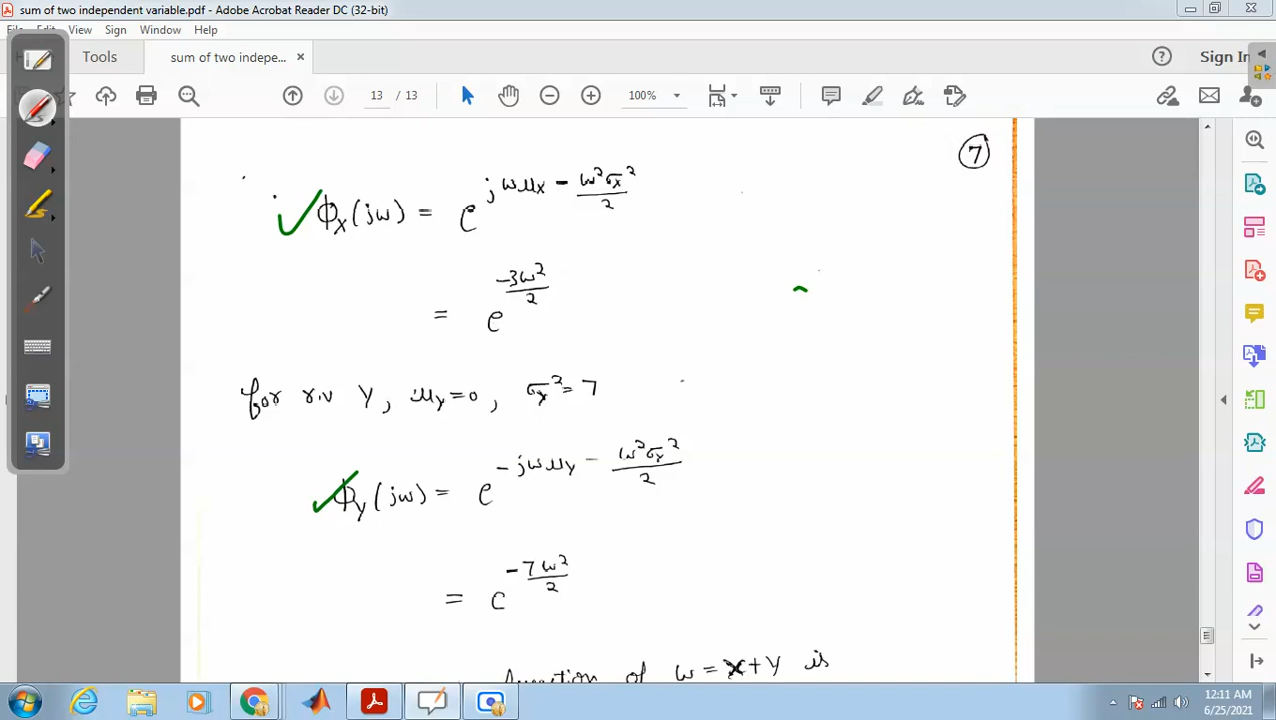 sum of two independent variable.pdf - Adobe Acrobat Reader DC (32-bit)
File Edit View Sign Window Help
Tools
sum of two indepe... ×
Sign In
13 / 13
100%
7
ϕx(jω) = e^(jωμx - ω²σx²/2)
= e^(-3ω²/2)
for r.v Y, μy=0, σy²=7
ϕy(jω) = e^(-jωμy - ω²σy²/2)
= e^(-7ω²/2)
function of w = x+Y is
12:11 AM
6/25/2021